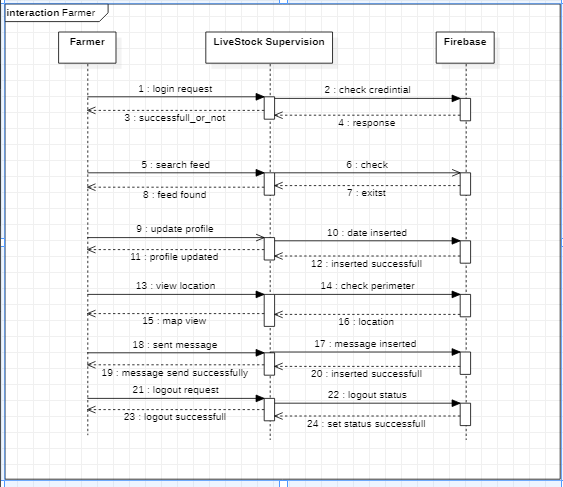 interaction Farmer
Farmer
LiveStock Supervision
Firebase
1 : login request
2 : check credintial
3 : successfull_or_not
4 : response
5 : search feed
6 : check
8 : feed found
7 : exitst
9 : update profile
10 : date inserted
11 : profile updated
12 : inserted successfull
13 : view location
14 : check perimeter
15 : map view
16 : location
18 : sent message
17 : message inserted
19 : message send successfully
20 : inserted successfull
21 : logout request
22 : logout status
23 : logout successfull
24 : set status successfull